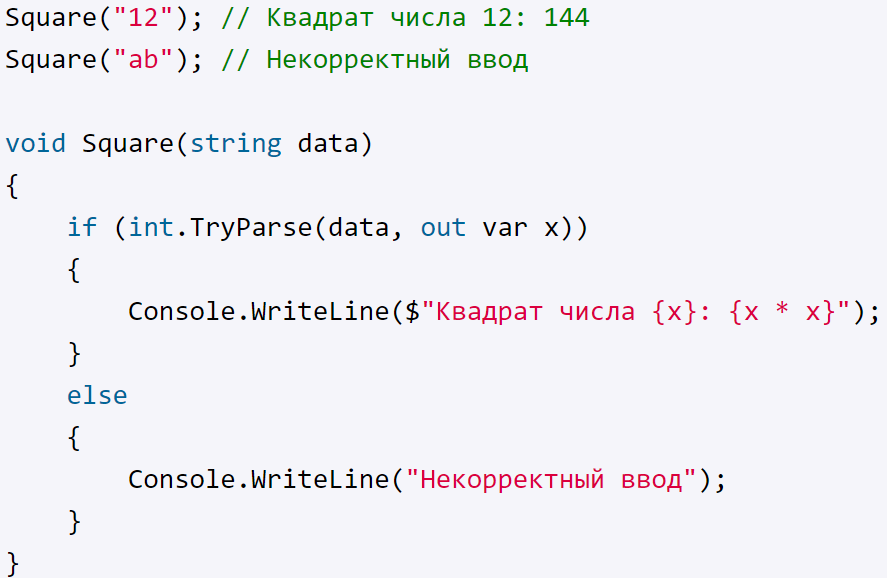 Square("12"); // Квадрат числа 12: 144
Square("ab"); // Некорректный ввод

void Square(string data)
{
    if (int.TryParse(data, out var x))
    {
        Console.WriteLine($"Квадрат числа {x}: {x * x}");
    }
    else
    {
        Console.WriteLine("Некорректный ввод");
    }
}